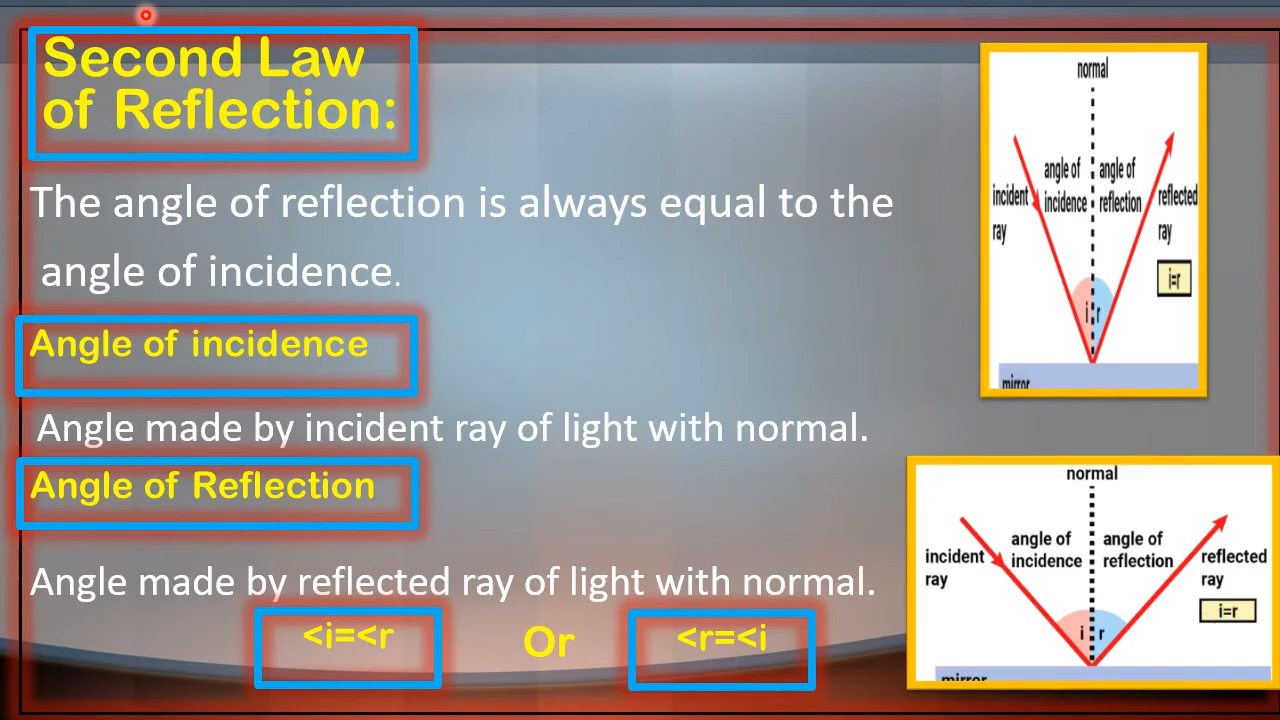 Second Law
of Reflection:
The angle of reflection is always equal to the
angle of incidence.
Angle of incidence
Angle made by incident ray of light with normal.
Angle of Reflection
Angle made by reflected ray of light with normal.
<i=<r
Or
<r=<i
normal
angle of
incidence
angle of
reflection
incident
ray
reflected
ray
i=r
i
r
mirror
normal
angle of
incidence
angle of
reflection
incident
ray
reflected
ray
i=r
i
r
mirror